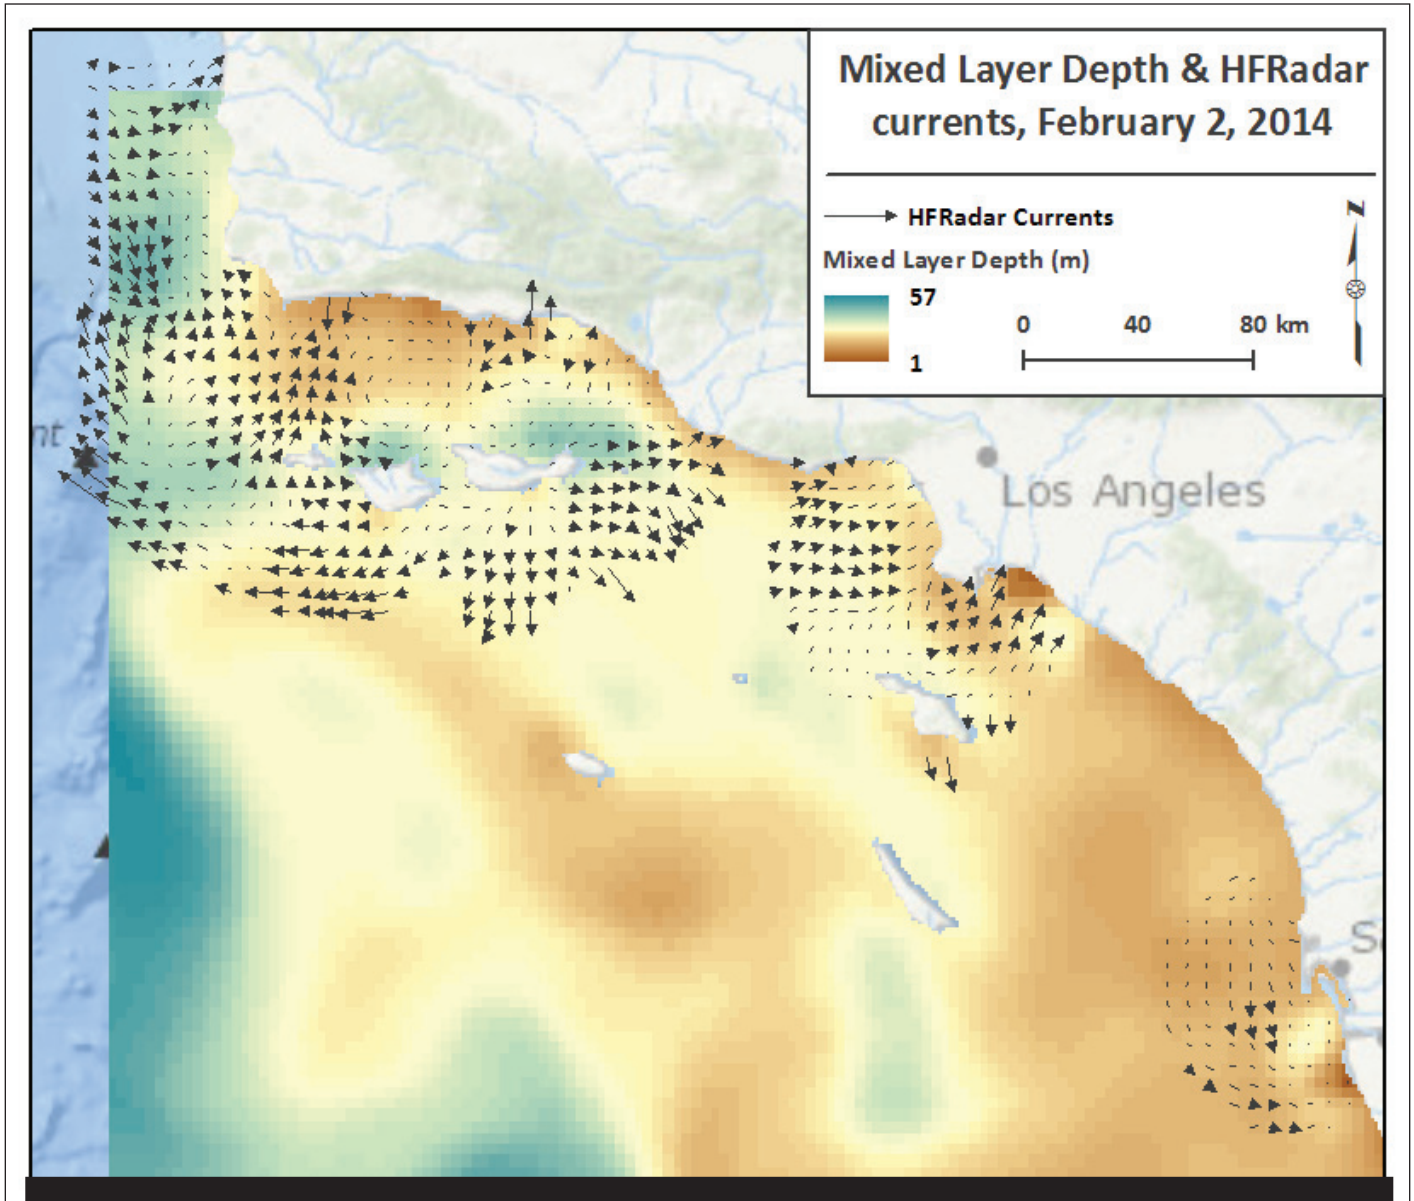 Mixed Layer Depth & HFRadar
currents, February 2, 2014
HFRadar Currents
Mixed Layer Depth (m)
57
1
0 40 80 km
N
nt
Los Angeles
S